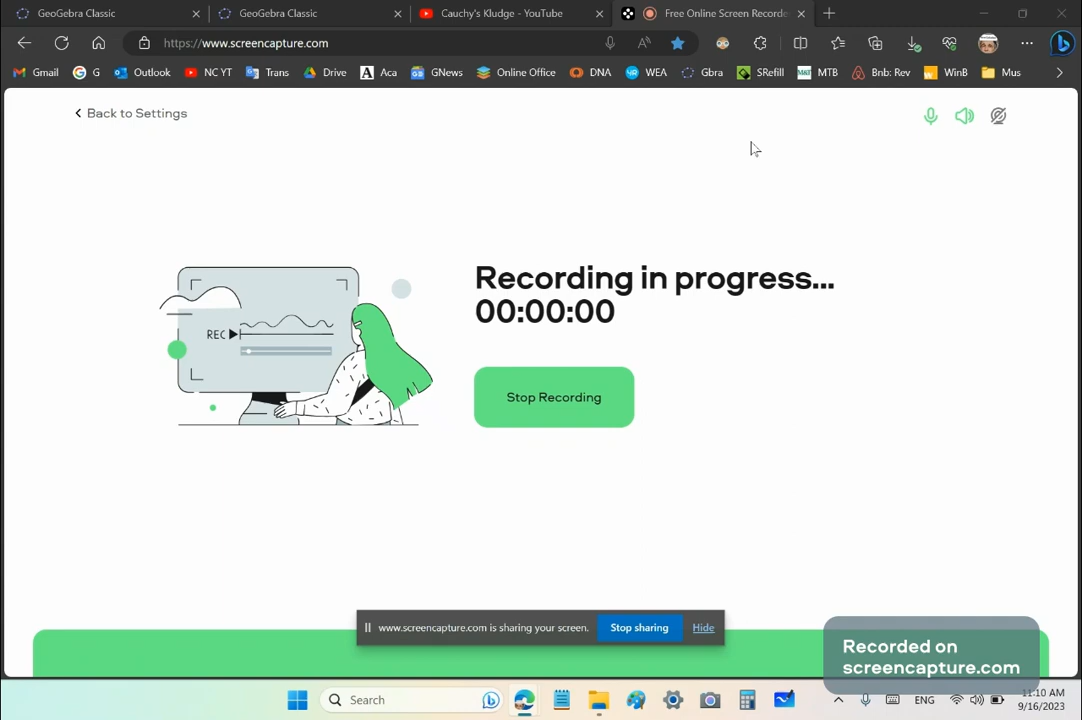 GeoGebra Classic
GeoGebra Classic
Cauchy's Kludge - YouTube
Free Online Screen Recorde
https://www.screencapture.com
Gmail
G
Outlook
NC YT
Trans
Drive
Aca
GNews
Online Office
DNA
WEA
Gbra
SRefill
MTB
Bnb: Rev
WinB
Mus
Back to Settings
Recording in progress...
00:00:00
REC
Stop Recording
www.screencapture.com is sharing your screen.
Stop sharing
Hide
Recorded on
screencapture.com
Search
ENG
11:10 AM
9/16/2023